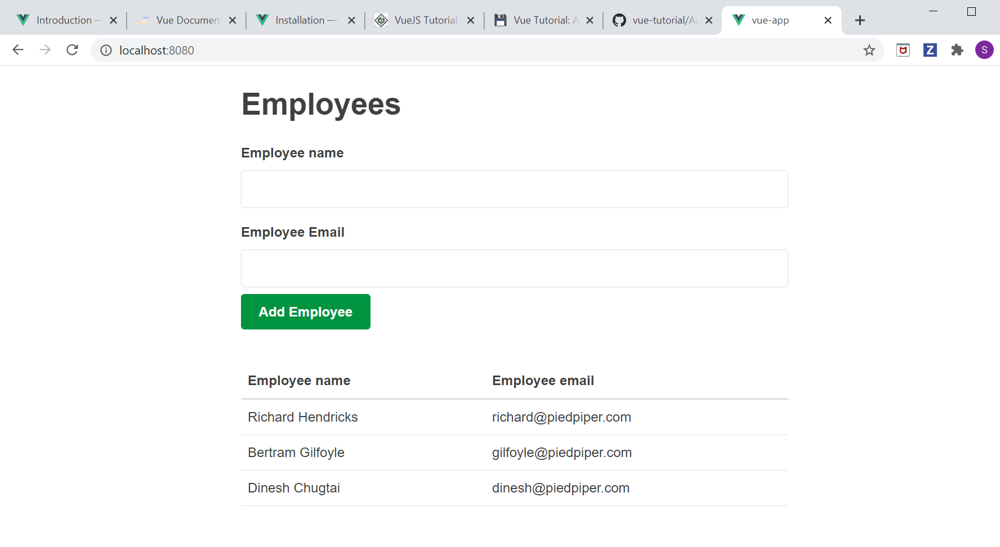 Introduction — Vue Document Installation — VueJS Tutorial Vue Tutorial: A vue-tutorial/Ap vue-app
localhost:8080 Z S
Employees
Employee name
Employee Email
Add Employee
Employee name Employee email
Richard Hendricks richard@piedpiper.com
Bertram Gilfoyle gilfoyle@piedpiper.com
Dinesh Chugtai dinesh@piedpiper.com